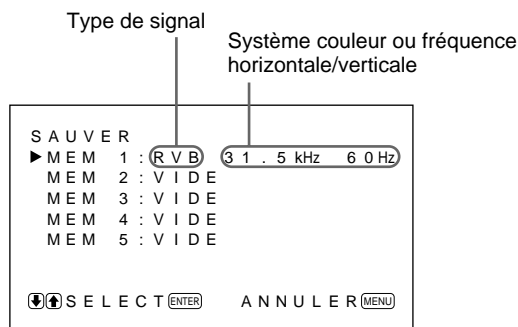 Type de signal
Système couleur ou fréquence
horizontale/verticale
SAUVER
▶MEM 1:RVB 31.5kHz 60Hz
MEM 2:VIDE
MEM 3:VIDE
MEM 4:VIDE
MEM 5:VIDE
SELECT ENTER ANNULER MENU